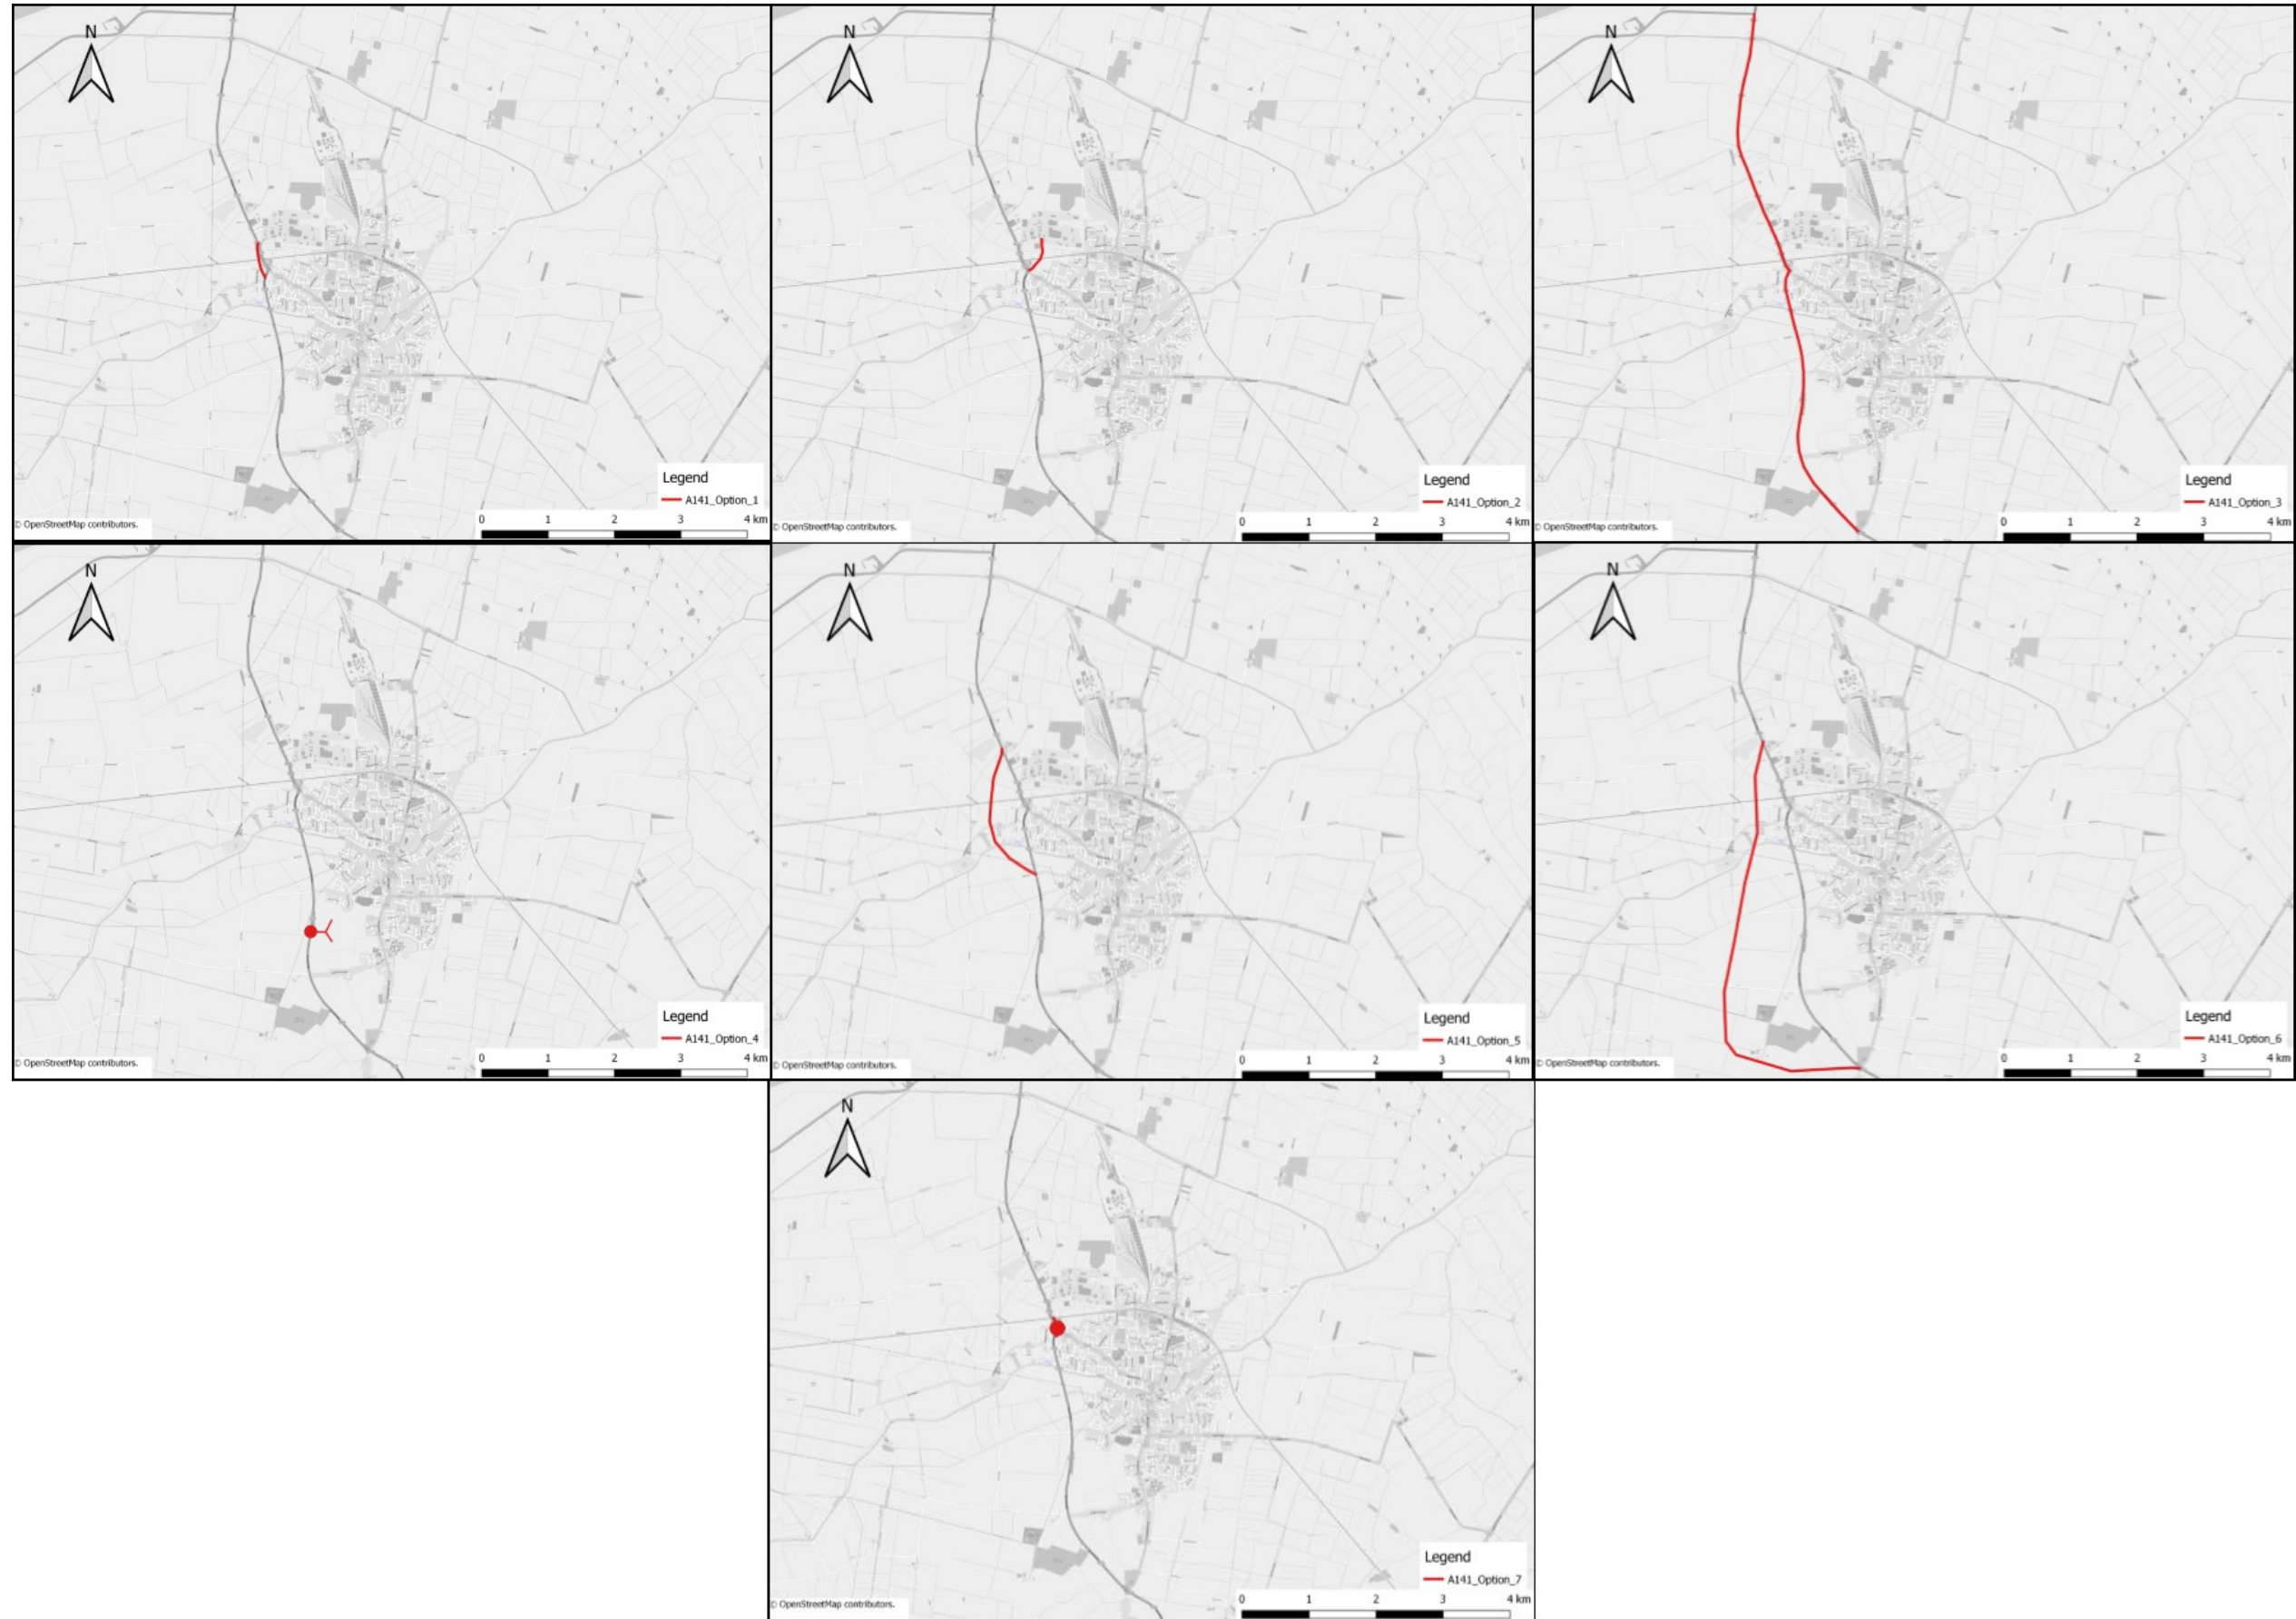 N
Legend
A141_Option_1
© OpenStreetMap contributors.
0 1 2 3 4 km
N
Legend
A141_Option_2
© OpenStreetMap contributors.
0 1 2 3 4 km
N
Legend
A141_Option_3
© OpenStreetMap contributors.
0 1 2 3 4 km
N
Legend
A141_Option_4
© OpenStreetMap contributors.
0 1 2 3 4 km
N
Legend
A141_Option_5
© OpenStreetMap contributors.
0 1 2 3 4 km
N
Legend
A141_Option_6
© OpenStreetMap contributors.
0 1 2 3 4 km
N
Legend
A141_Option_7
© OpenStreetMap contributors.
0 1 2 3 4 km